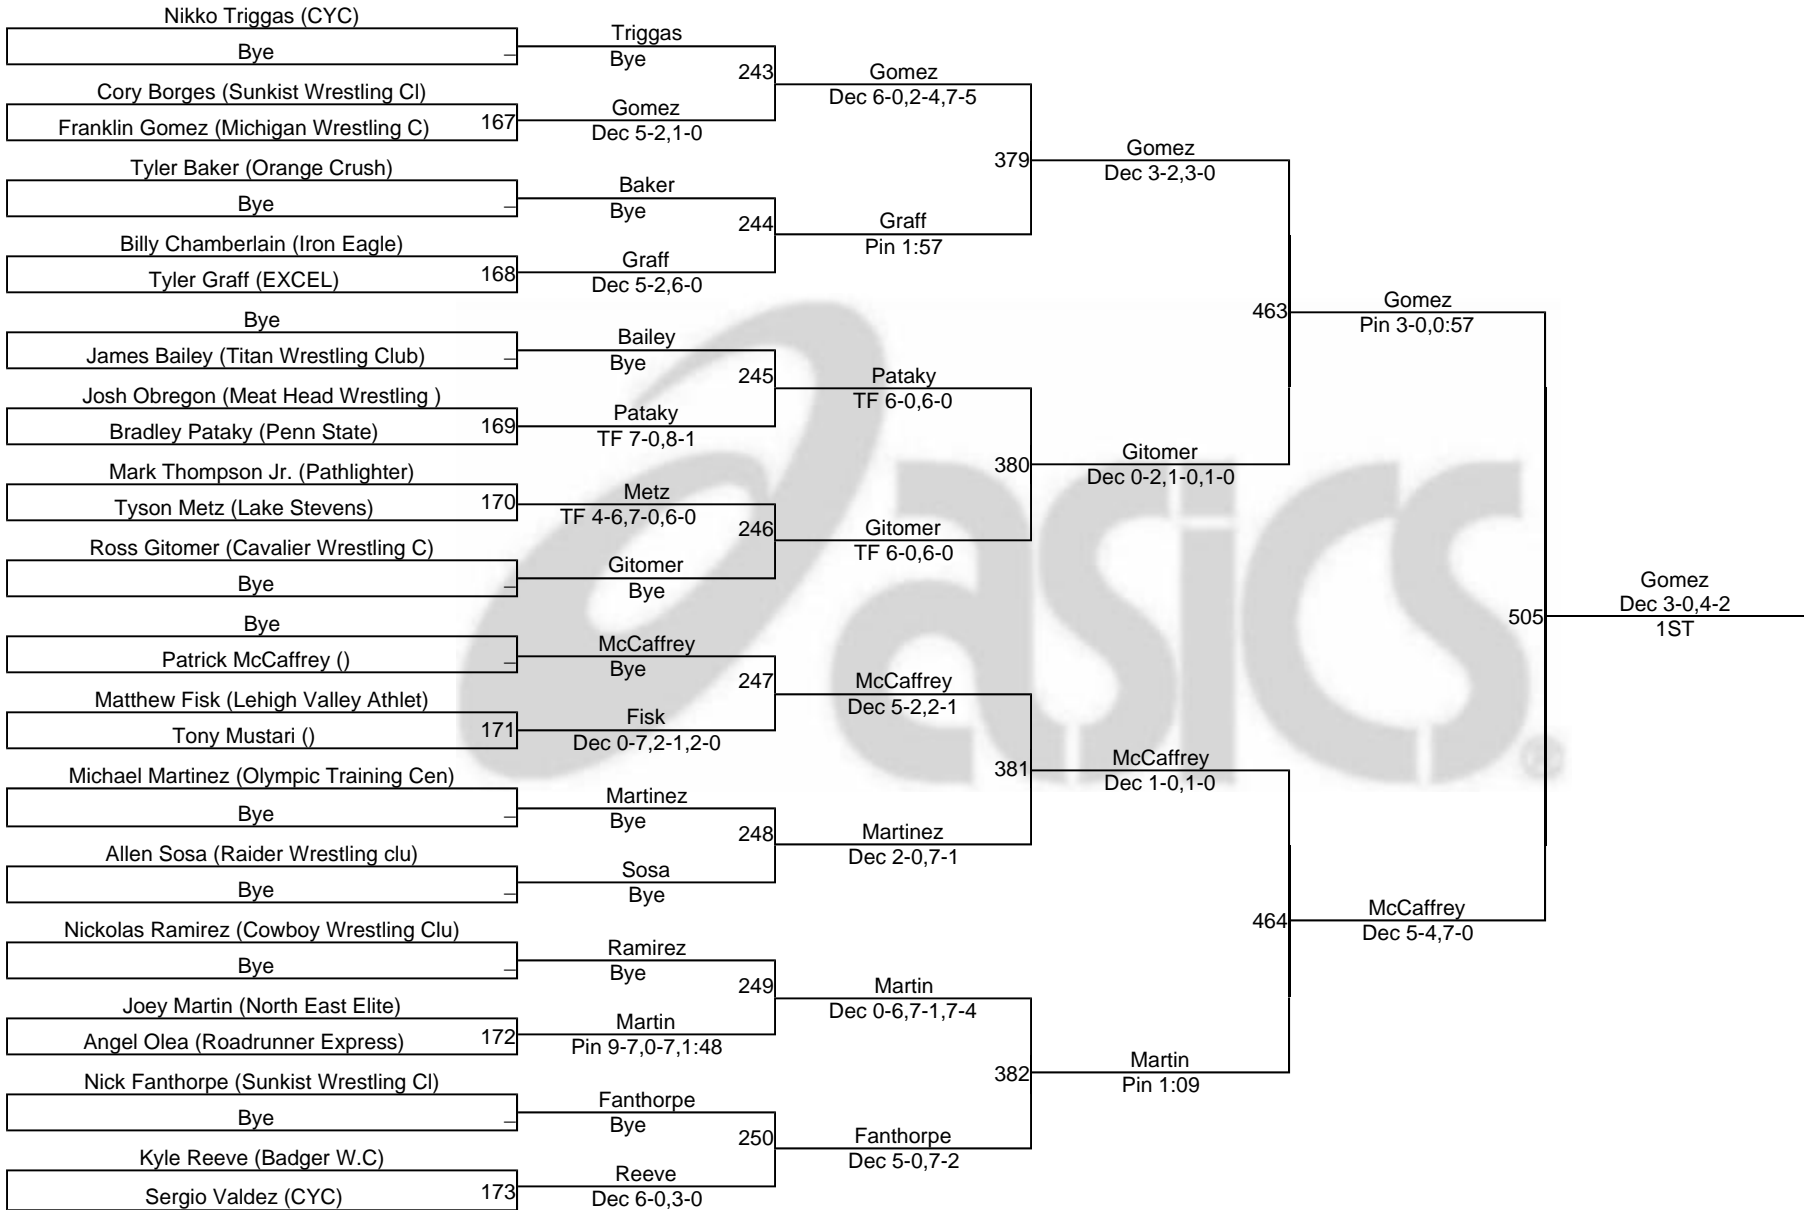 Nikko Triggas (CYC)
Bye
_
Cory Borges (Sunkist Wrestling Cl)
Franklin Gomez (Michigan Wrestling C)
167
Tyler Baker (Orange Crush)
Bye
_
Billy Chamberlain (Iron Eagle)
Tyler Graff (EXCEL)
168
Bye
James Bailey (Titan Wrestling Club)
_
Josh Obregon (Meat Head Wrestling )
Bradley Pataky (Penn State)
169
Mark Thompson Jr. (Pathlighter)
Tyson Metz (Lake Stevens)
170
Ross Gitomer (Cavalier Wrestling C)
Bye
_
Bye
Patrick McCaffrey ()
_
Matthew Fisk (Lehigh Valley Athlet)
Tony Mustari ()
171
Michael Martinez (Olympic Training Cen)
Bye
_
Allen Sosa (Raider Wrestling clu)
Bye
_
Nickolas Ramirez (Cowboy Wrestling Clu)
Bye
_
Joey Martin (North East Elite)
Angel Olea (Roadrunner Express)
172
Nick Fanthorpe (Sunkist Wrestling Cl)
Bye
_
Kyle Reeve (Badger W.C)
Sergio Valdez (CYC)
173
Triggas
Bye
243
Gomez
Dec 5-2,1-0
Baker
Bye
244
Graff
Dec 5-2,6-0
Bailey
Bye
245
Pataky
TF 7-0,8-1
Metz
TF 4-6,7-0,6-0
246
Gitomer
Bye
McCaffrey
Bye
247
Fisk
Dec 0-7,2-1,2-0
Martinez
Bye
248
Sosa
Bye
Ramirez
Bye
249
Martin
Pin 9-7,0-7,1:48
Fanthorpe
Bye
250
Reeve
Dec 6-0,3-0
Gomez
Dec 6-0,2-4,7-5
379
Graff
Pin 1:57
Pataky
TF 6-0,6-0
380
Gitomer
TF 6-0,6-0
McCaffrey
Dec 5-2,2-1
381
Martinez
Dec 2-0,7-1
Martin
Dec 0-6,7-1,7-4
382
Fanthorpe
Dec 5-0,7-2
Gomez
Dec 3-2,3-0
463
Gitomer
Dec 0-2,1-0,1-0
McCaffrey
Dec 1-0,1-0
464
Martin
Pin 1:09
Gomez
Pin 3-0,0:57
505
McCaffrey
Dec 5-4,7-0
Gomez
Dec 3-0,4-2
1ST
asics®